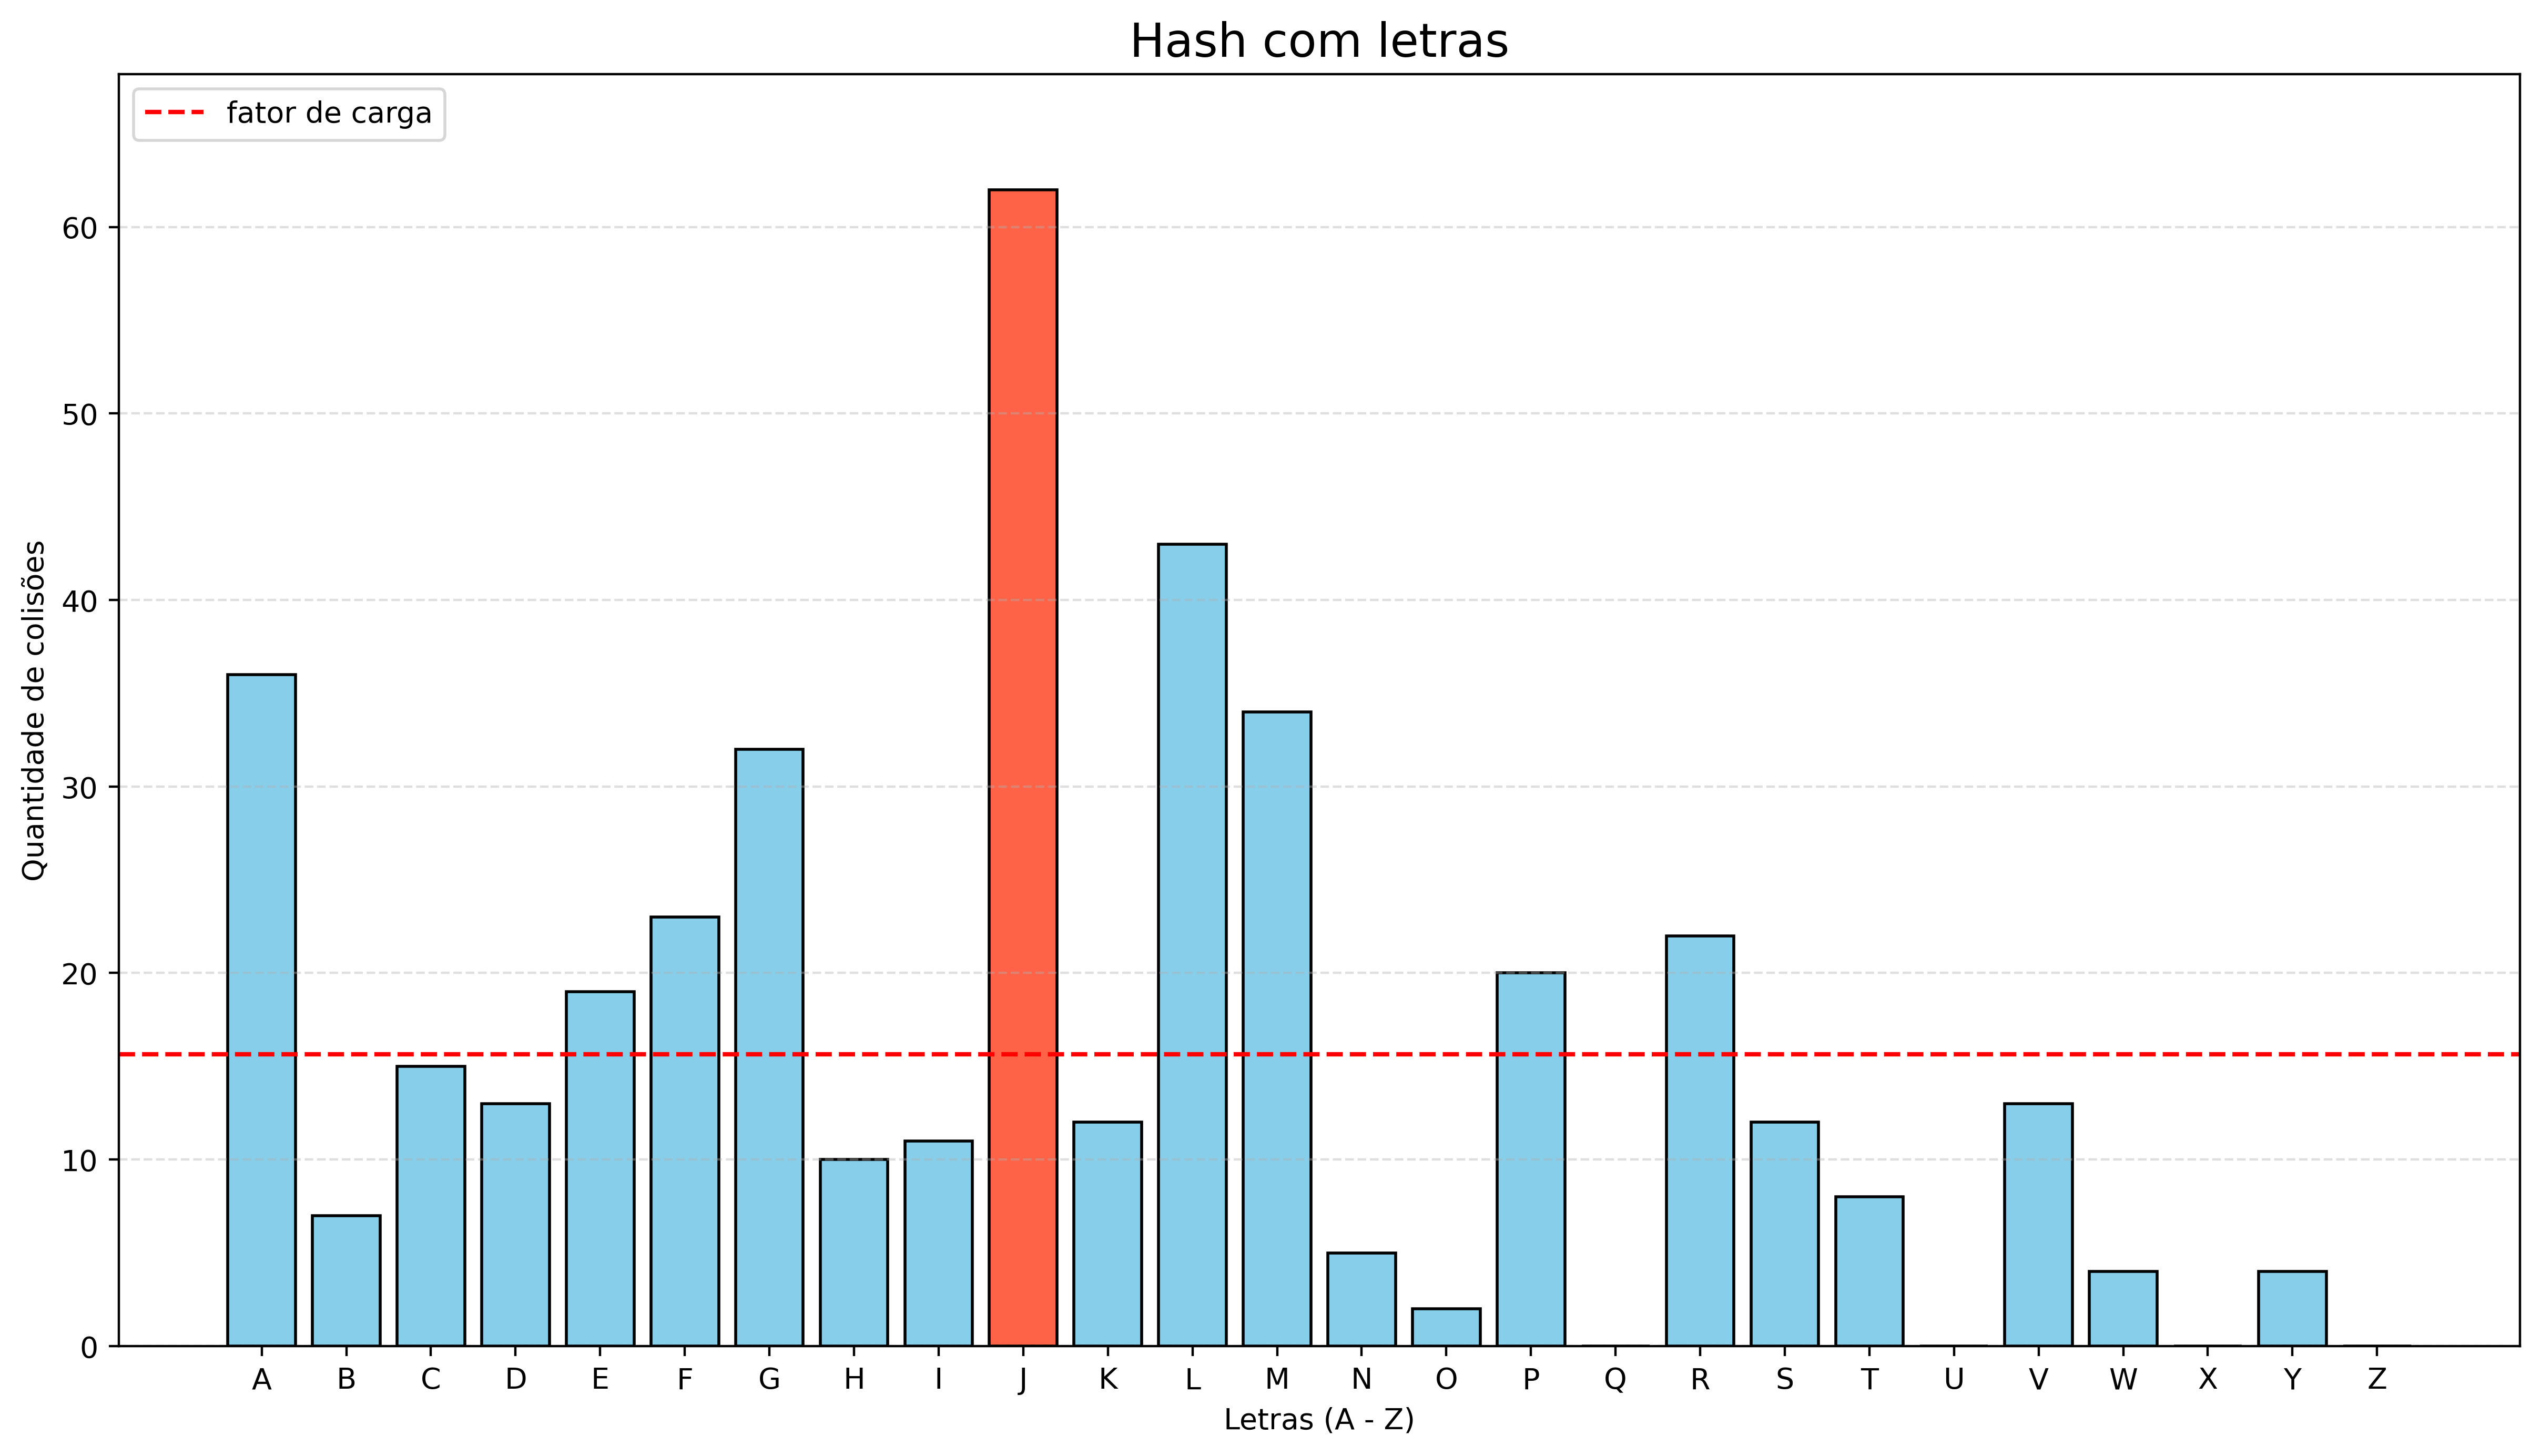 Hash com letras
fator de carga
Quantidade de colisões
60
50
40
30
20
10
0
A B C D E F G H I J K L M N O P Q R S T U V W X Y Z
Letras (A - Z)